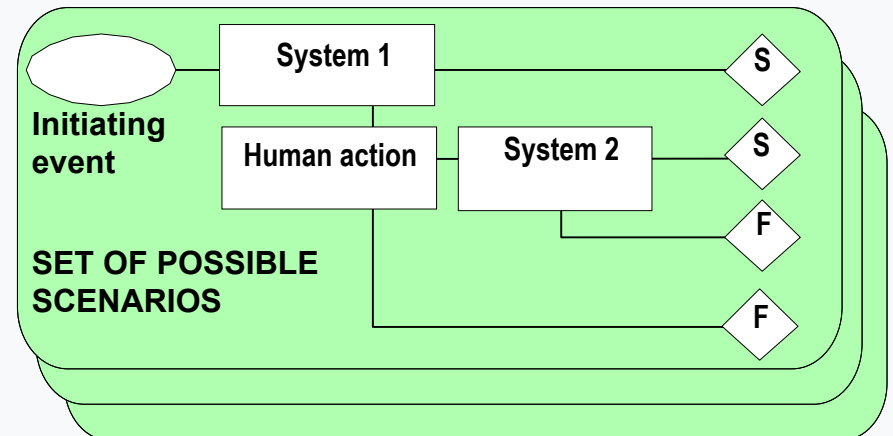 System 1
S
Initiating
event
Human action
System 2
S
F
SET OF POSSIBLE
SCENARIOS
F